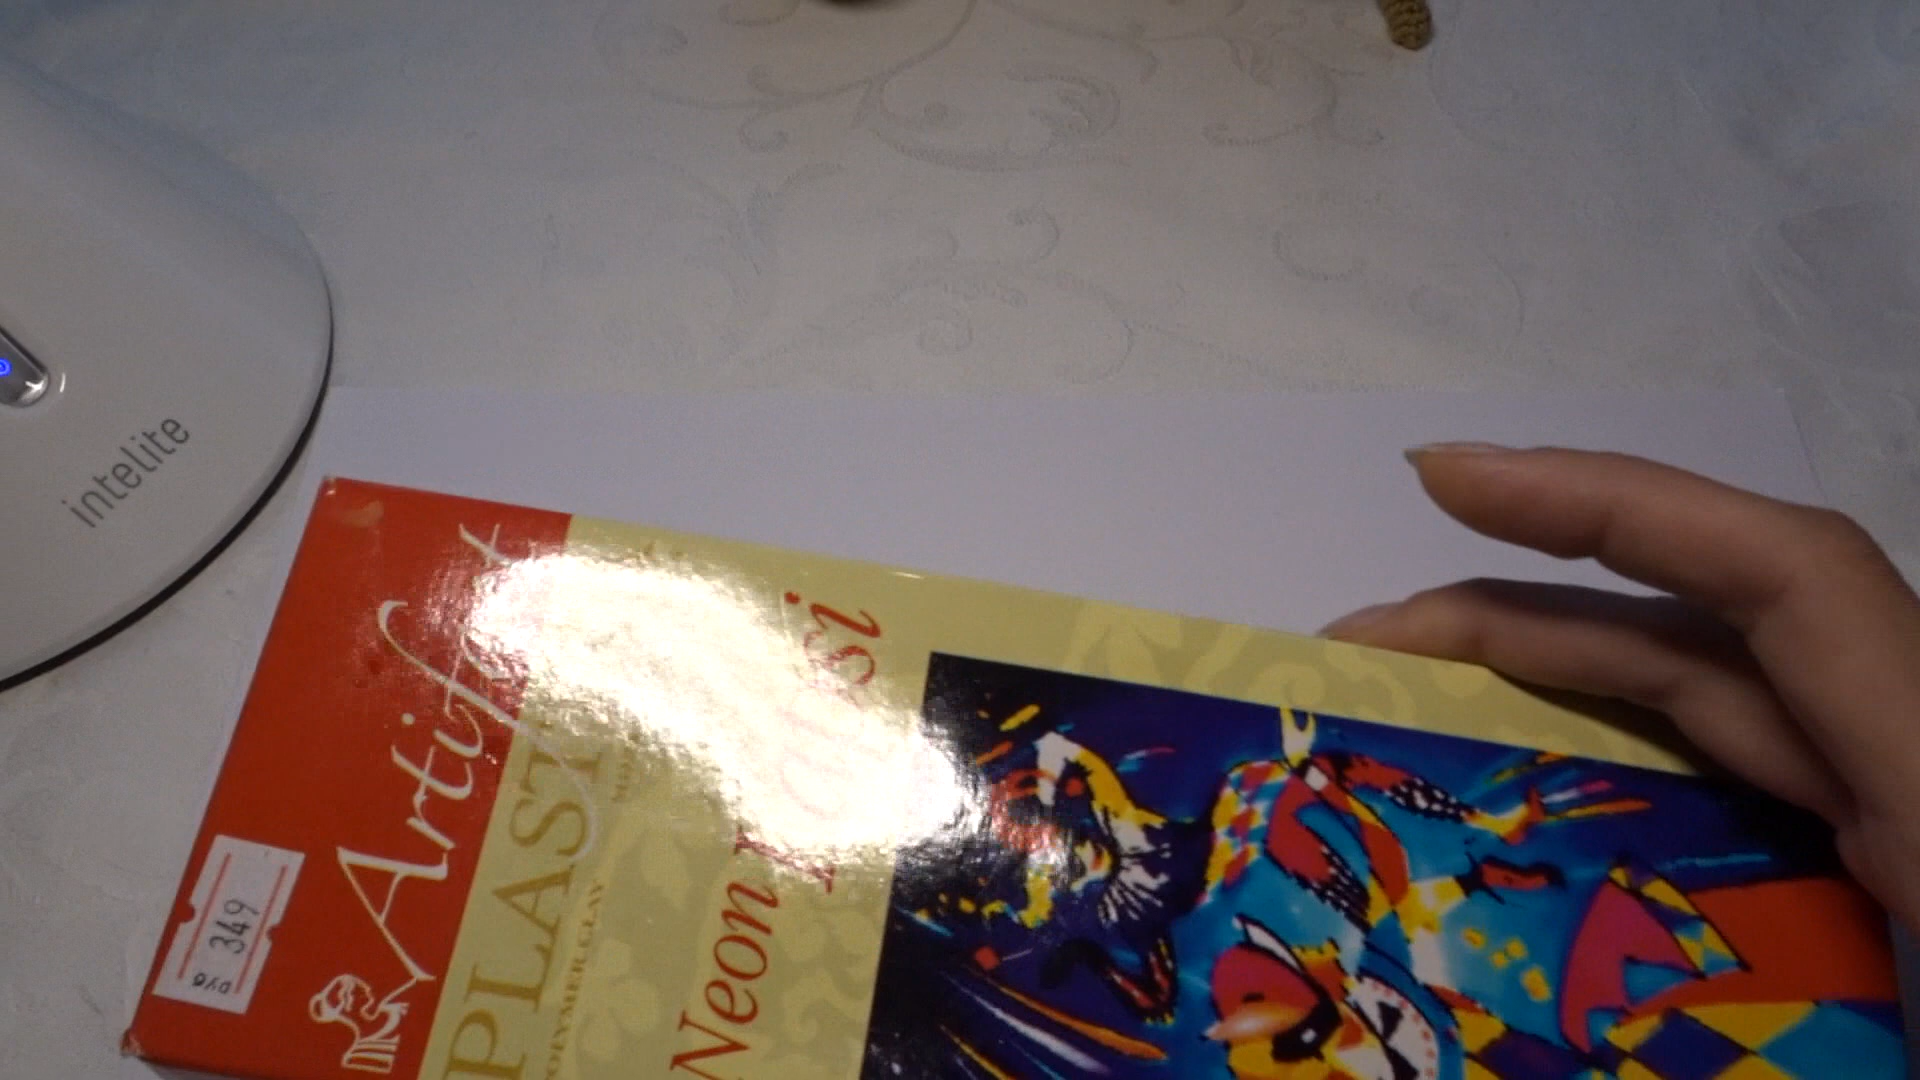 intelite
Artifact
PLAST
POLYMER CLAY
Neon
349
руб